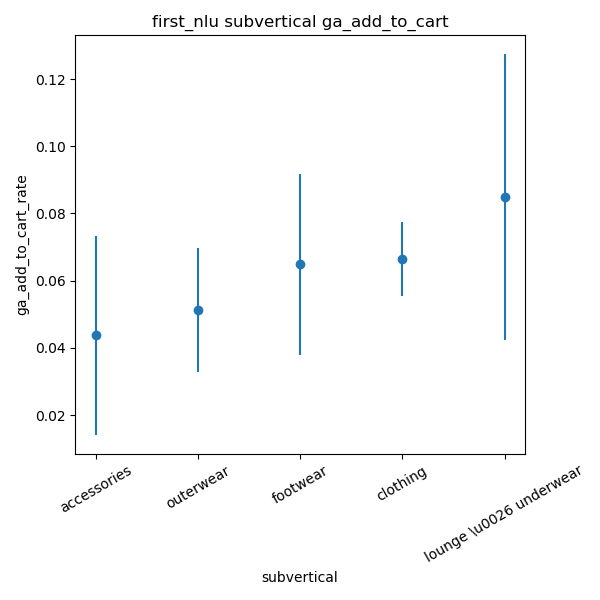 first_nlu subvertical ga_add_to_cart
0.12
0.10
0.08
0.06
0.04
0.02
ga_add_to_cart_rate
accessories
outerwear
footwear
clothing
lounge \u0026 underwear
subvertical